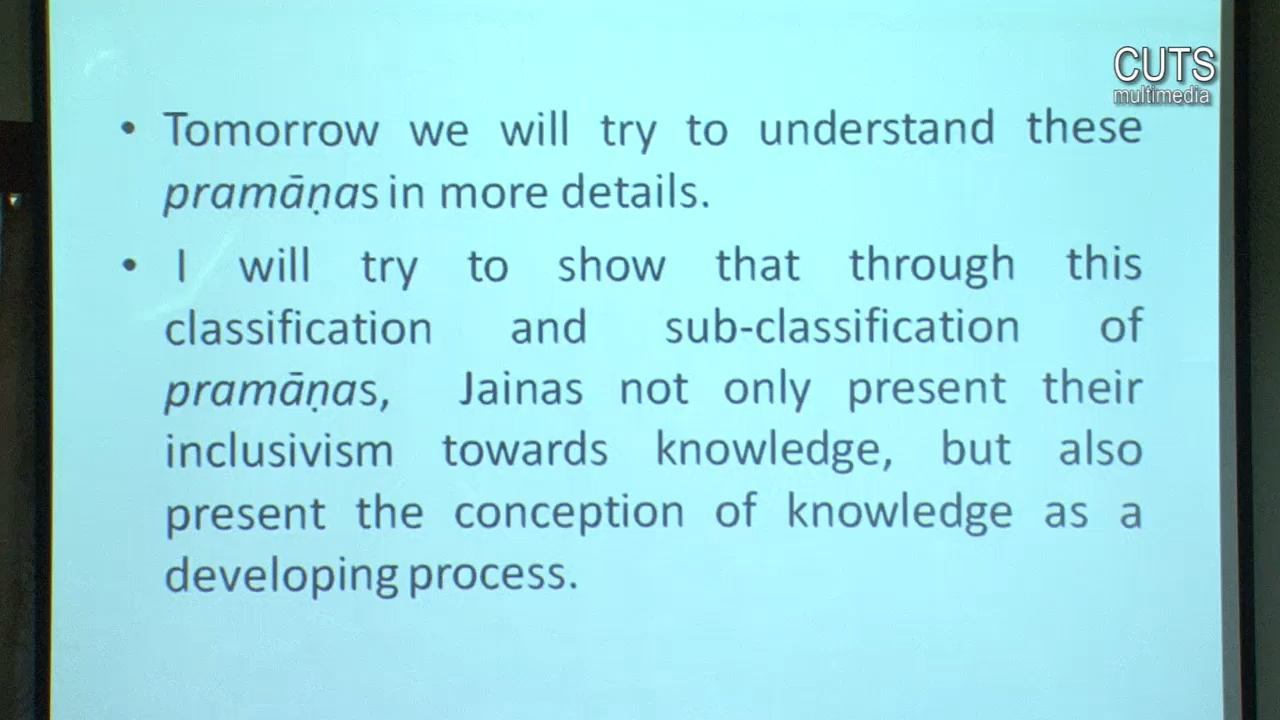 CUTS
multimedia
• Tomorrow we will try to understand these
pramāṇas in more details.
• I will try to show that through this
classification and sub-classification of
pramāṇas, Jainas not only present their
inclusivism towards knowledge, but also
present the conception of knowledge as a
developing process.